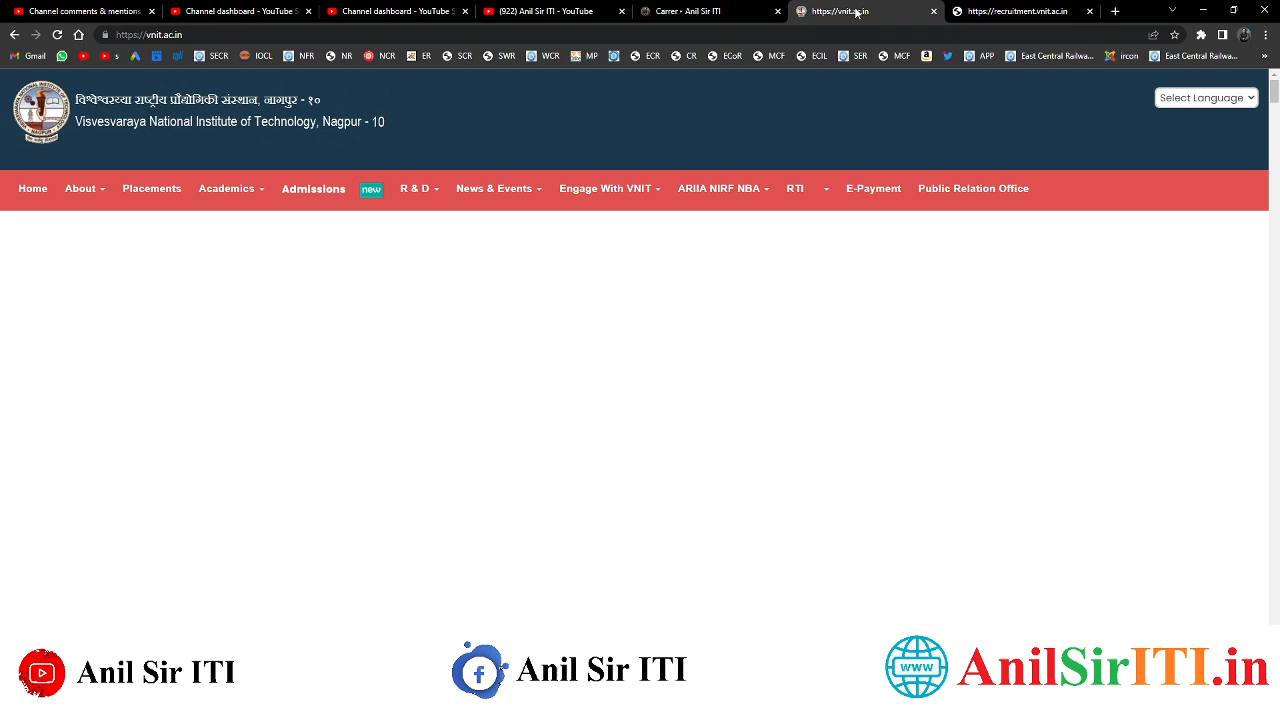 Channel comments & mentions
Channel dashboard - YouTube S
Channel dashboard - YouTube S
(922) Anil Sir ITI - YouTube
Carrer • Anil Sir ITI
https://vnit.ac.in
https://recruitment.vnit.ac.in
https://vnit.ac.in
Gmail s SECR IOCL NFR NR NCR ER SCR SWR WCR MP ECR CR ECoR MCF ECIL SER MCF APP East Central Railwa... ircon East Central Railwa... »
विश्वेश्वरय्या राष्ट्रीय प्रौद्योगिकी संस्थान, नागपुर - १०
Visvesvaraya National Institute of Technology, Nagpur - 10
Select Language
Home About Placements Academics Admissions new R & D News & Events Engage With VNIT ARIIA NIRF NBA RTI E-Payment Public Relation Office
Anil Sir ITI
Anil Sir ITI
www
AnilSirITI.in